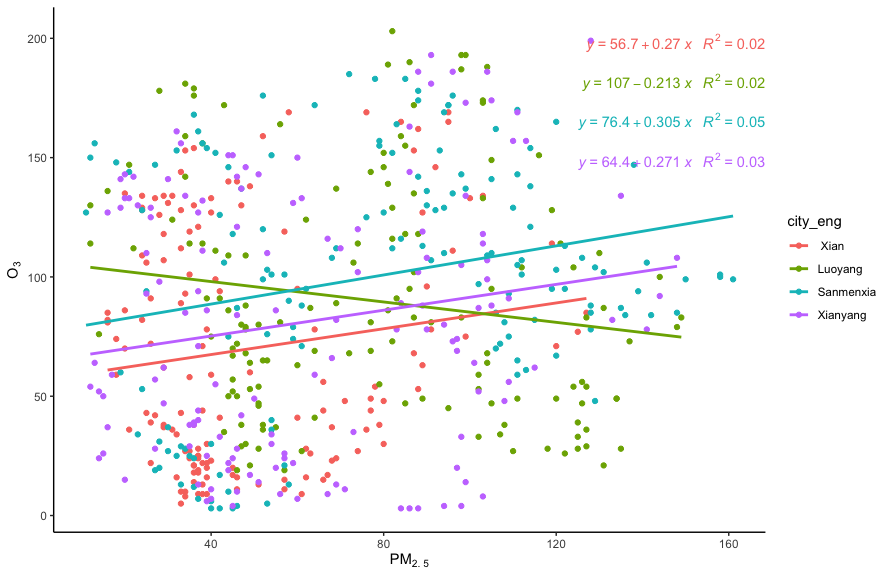 y = 56.7 + 0.27 x R² = 0.02
y = 107 − 0.213 x R² = 0.02
y = 76.4 + 0.305 x R² = 0.05
y = 64.4 + 0.271 x R² = 0.03
200
150
100
50
0
O₃
40
80
120
160
PM₂.₅
city_eng
Xian
Luoyang
Sanmenxia
Xianyang